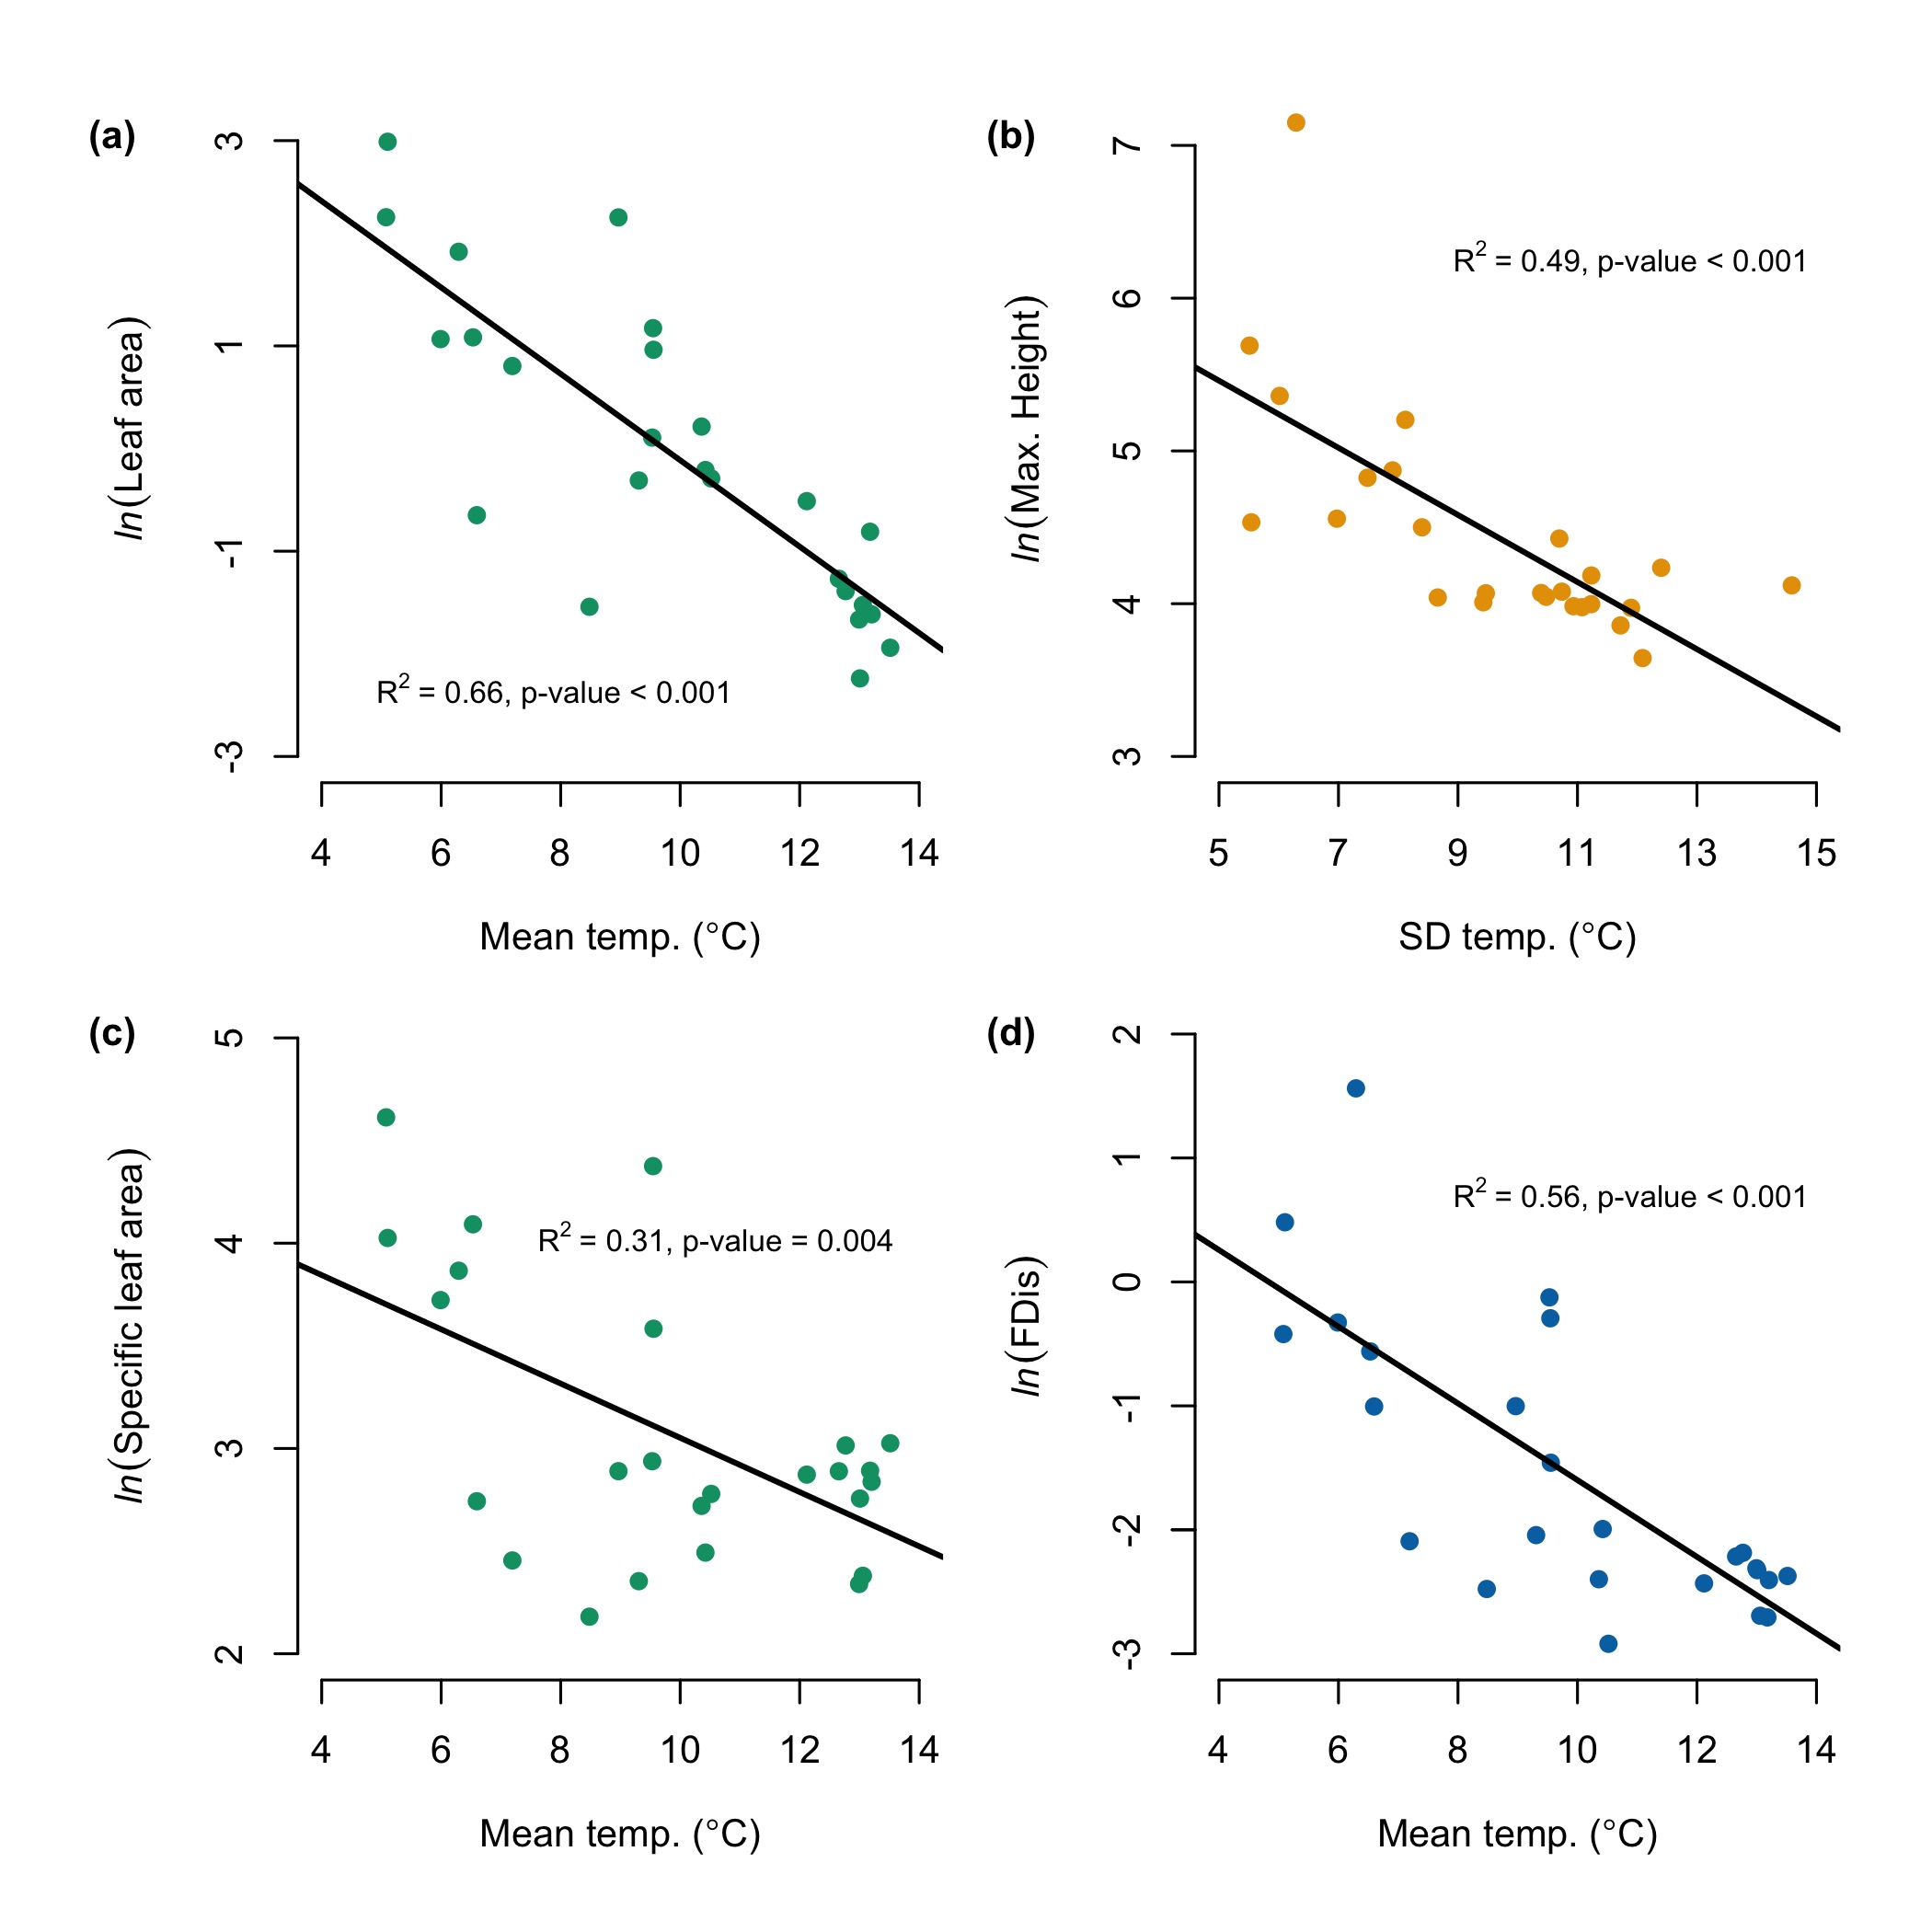 (a)
3
1
-1
-3
ln(Leaf area)
R² = 0.66, p-value < 0.001
4 6 8 10 12 14
Mean temp. (°C)
(b)
7
6
5
4
3
ln(Max. Height)
R² = 0.49, p-value < 0.001
5 7 9 11 13 15
SD temp. (°C)
(c)
5
4
3
2
ln(Specific leaf area)
R² = 0.31, p-value = 0.004
4 6 8 10 12 14
Mean temp. (°C)
(d)
2
1
0
-1
-2
-3
ln(FDis)
R² = 0.56, p-value < 0.001
4 6 8 10 12 14
Mean temp. (°C)